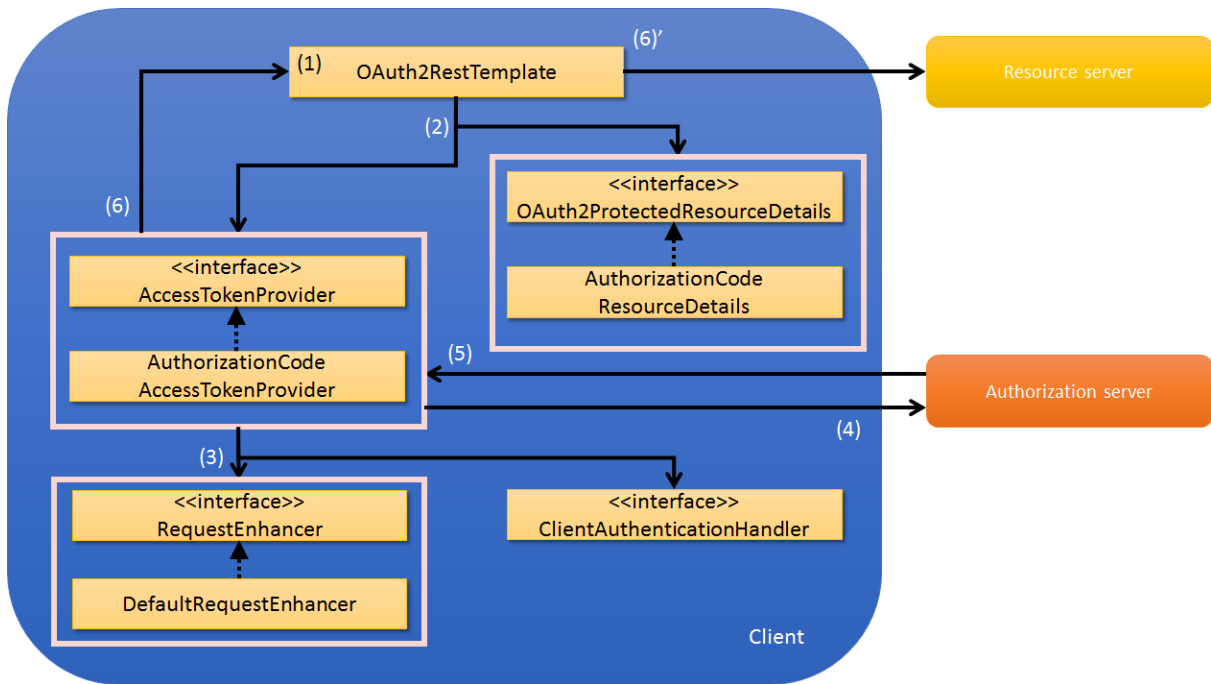 (6)’
(1)
OAuth2RestTemplate
Resource server
(2)
<<interface>>
OAuth2ProtectedResourceDetails
(6)
AuthorizationCode
ResourceDetails
<<interface>>
AccessTokenProvider
AuthorizationCode
AccessTokenProvider
(5)
Authorization server
(4)
(3)
<<interface>>
RequestEnhancer
<<interface>>
ClientAuthenticationHandler
DefaultRequestEnhancer
Client